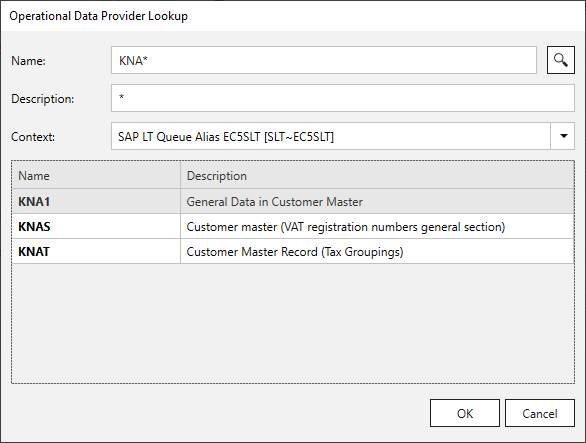 Operational Data Provider Lookup
Name: KNA*
Description: *
Context: SAP LT Queue Alias EC5SLT [SLT~EC5SLT]
Name Description
KNA1 General Data in Customer Master
KNAS Customer master (VAT registration numbers general section)
KNAT Customer Master Record (Tax Groupings)
OK Cancel